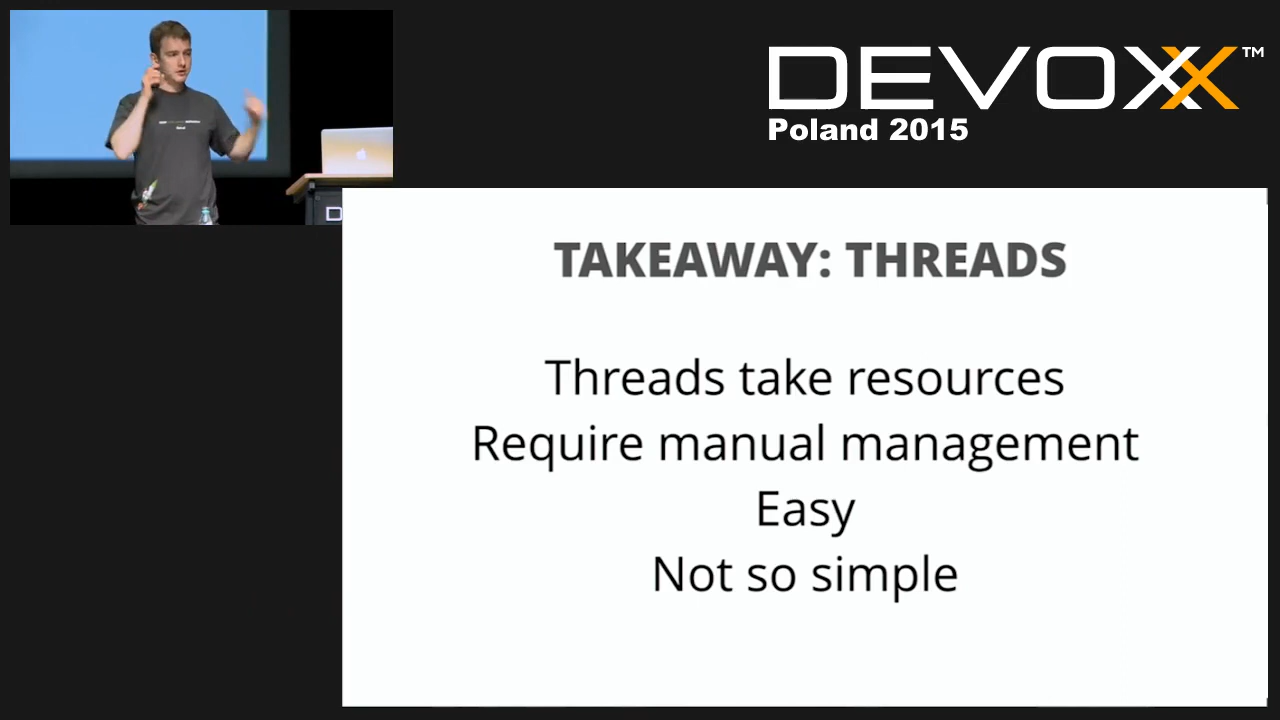 DEVOXX™
Poland 2015
TAKEAWAY: THREADS
Threads take resources
Require manual management
Easy
Not so simple